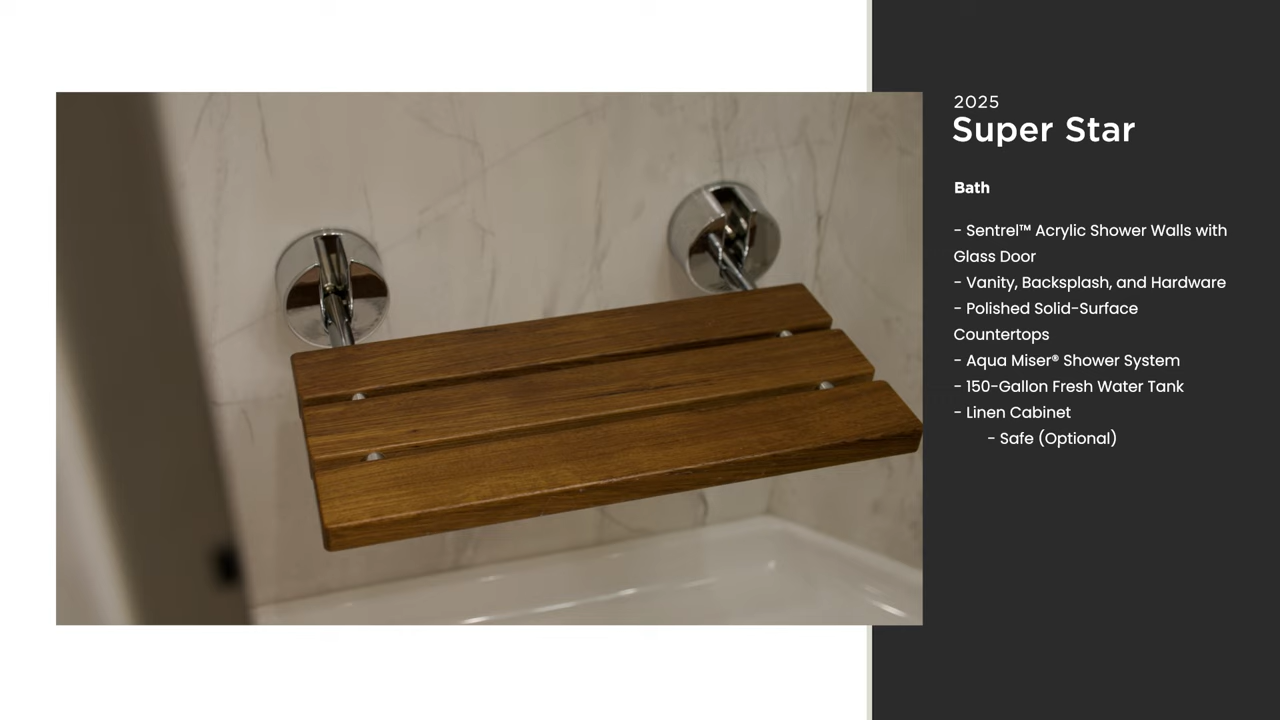 2025
Super Star
Bath
- Sentrel™ Acrylic Shower Walls with
Glass Door
- Vanity, Backsplash, and Hardware
- Polished Solid-Surface
Countertops
- Aqua Miser® Shower System
- 150-Gallon Fresh Water Tank
- Linen Cabinet
- Safe (Optional)